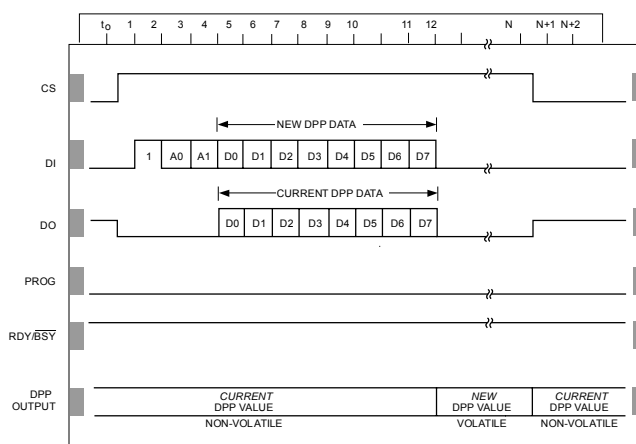 to 1 2 3 4 5 6 7 8 9 10 11 12 N N+1 N+2
CS
NEW DPP DATA
DI 1 A0 A1 D0 D1 D2 D3 D4 D5 D6 D7
CURRENT DPP DATA
DO D0 D1 D2 D3 D4 D5 D6 D7
PROG
RDY/BSY
DPP OUTPUT
CURRENT DPP VALUE
NON-VOLATILE
NEW DPP VALUE
VOLATILE
CURRENT DPP VALUE
NON-VOLATILE